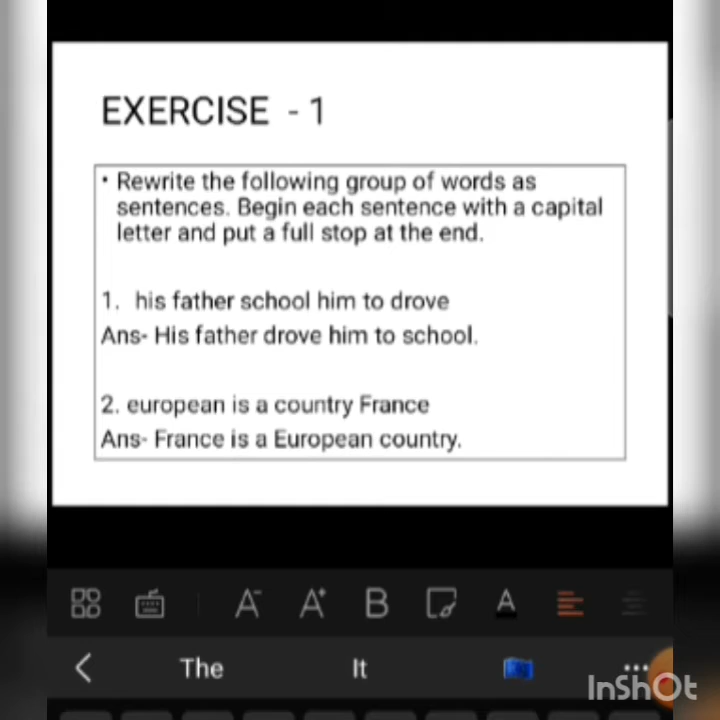 EXERCISE - 1
• Rewrite the following group of words as
sentences. Begin each sentence with a capital
letter and put a full stop at the end.
1. his father school him to drove
Ans- His father drove him to school.
2. european is a country France
Ans- France is a European country.
A- A+ B A
The It
InShOt